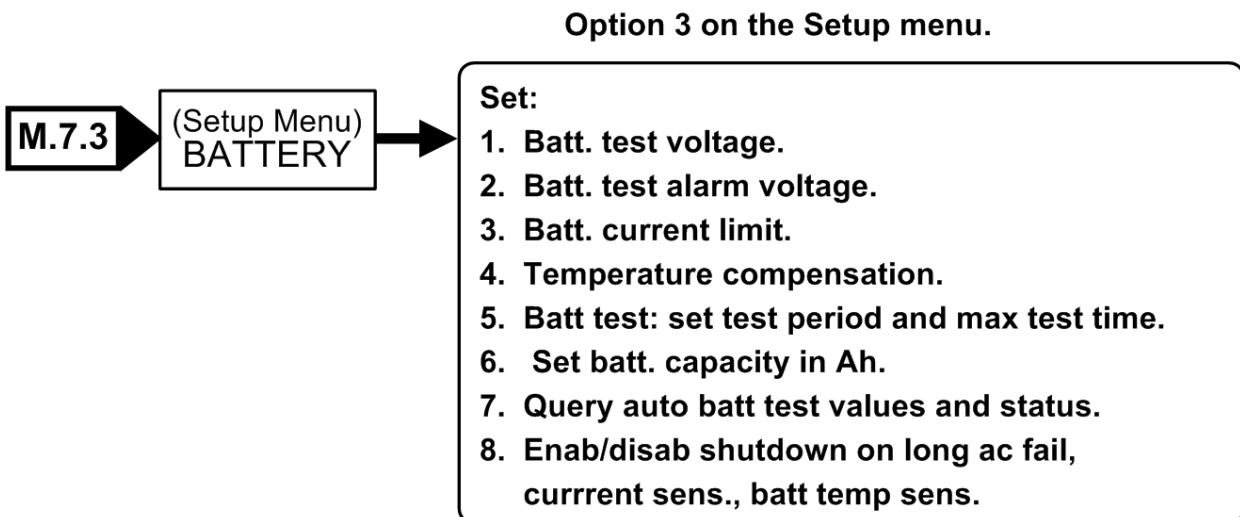 Option 3 on the Setup menu.
M.7.3
(Setup Menu)
BATTERY
Set:
1. Batt. test voltage.
2. Batt. test alarm voltage.
3. Batt. current limit.
4. Temperature compensation.
5. Batt test: set test period and max test time.
6. Set batt. capacity in Ah.
7. Query auto batt test values and status.
8. Enab/disab shutdown on long ac fail,
currrent sens., batt temp sens.